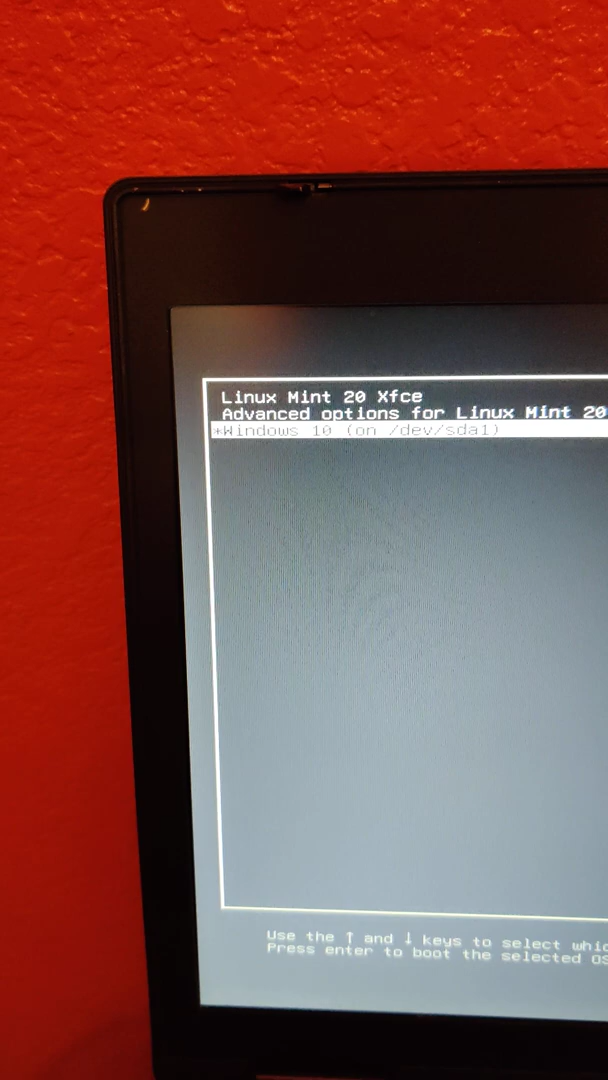 Linux Mint 20 Xfce
Advanced options for Linux Mint 20
*Windows 10 (on /dev/sda1)
Use the ↑ and ↓ keys to select whic
Press enter to boot the selected OS